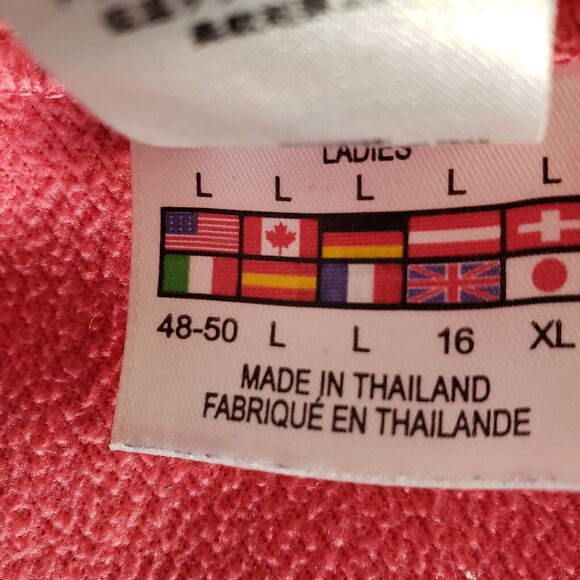 LADIES
L L L L L
48-50 L L 16 XL
MADE IN THAILAND
FABRIQUÉ EN THAILANDE